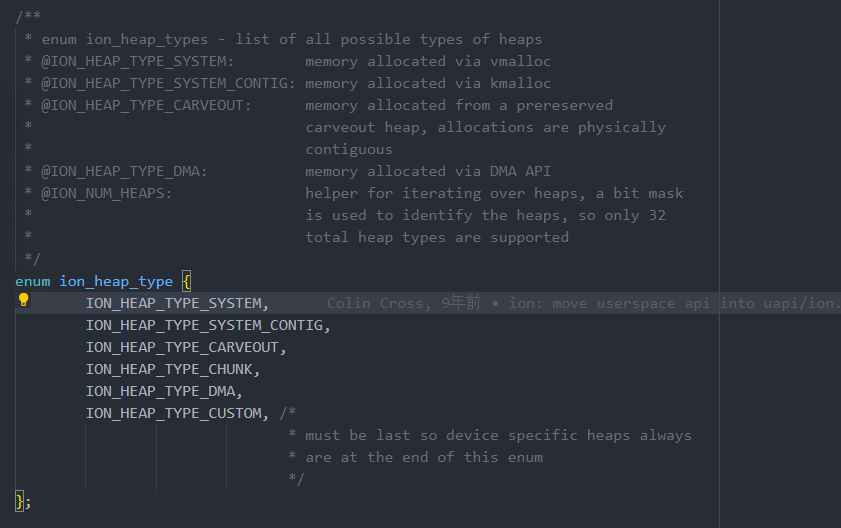 /**
 * enum ion_heap_types - list of all possible types of heaps
 * @ION_HEAP_TYPE_SYSTEM:        memory allocated via vmalloc
 * @ION_HEAP_TYPE_SYSTEM_CONTIG: memory allocated via kmalloc
 * @ION_HEAP_TYPE_CARVEOUT:      memory allocated from a prereserved
 *                               carveout heap, allocations are physically
 *                               contiguous
 * @ION_HEAP_TYPE_DMA:           memory allocated via DMA API
 * @ION_NUM_HEAPS:               helper for iterating over heaps, a bit mask
 *                               is used to identify the heaps, so only 32
 *                               total heap types are supported
 */
enum ion_heap_type {
        ION_HEAP_TYPE_SYSTEM,      Colin Cross, 9年前 • ion: move userspace api into uapi/ion.
        ION_HEAP_TYPE_SYSTEM_CONTIG,
        ION_HEAP_TYPE_CARVEOUT,
        ION_HEAP_TYPE_CHUNK,
        ION_HEAP_TYPE_DMA,
        ION_HEAP_TYPE_CUSTOM, /*
                               * must be last so device specific heaps always
                               * are at the end of this enum
                               */
};